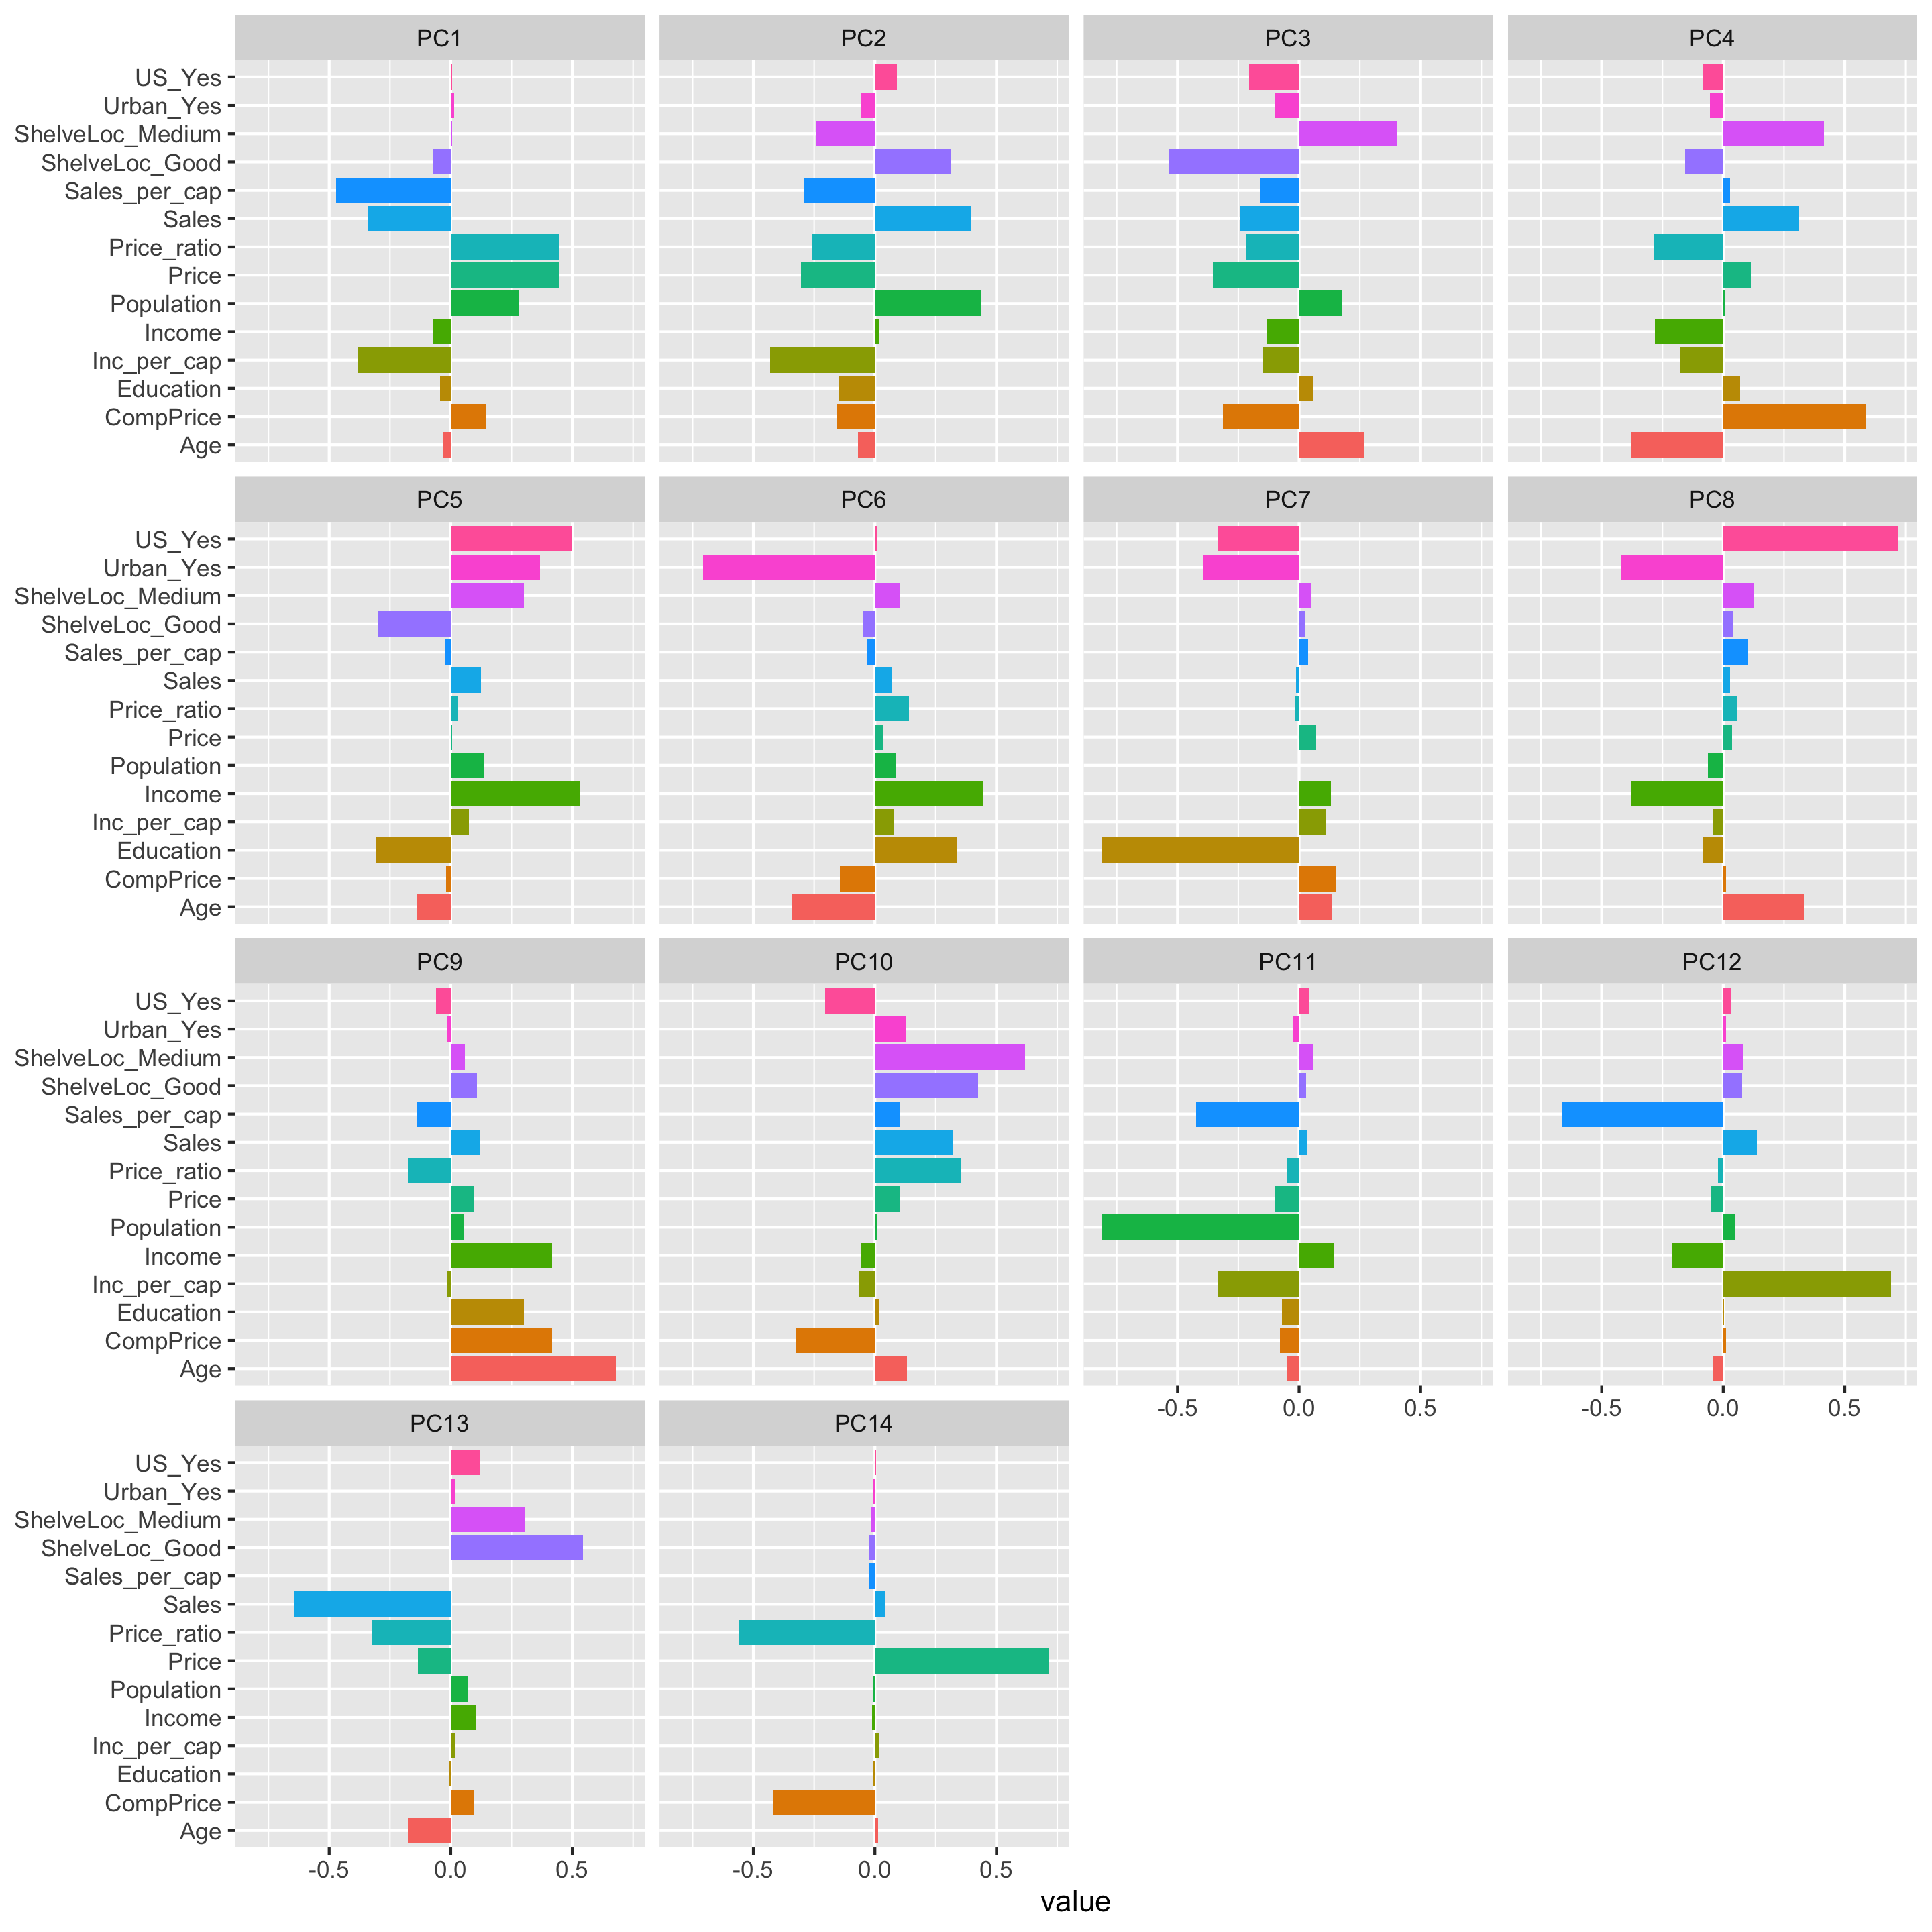 PC1 PC2 PC3 PC4
US_Yes
Urban_Yes
ShelveLoc_Medium
ShelveLoc_Good
Sales_per_cap
Sales
Price_ratio
Price
Population
Income
Inc_per_cap
Education
CompPrice
Age
PC5 PC6 PC7 PC8
US_Yes
Urban_Yes
ShelveLoc_Medium
ShelveLoc_Good
Sales_per_cap
Sales
Price_ratio
Price
Population
Income
Inc_per_cap
Education
CompPrice
Age
PC9 PC10 PC11 PC12
US_Yes
Urban_Yes
ShelveLoc_Medium
ShelveLoc_Good
Sales_per_cap
Sales
Price_ratio
Price
Population
Income
Inc_per_cap
Education
CompPrice
Age
-0.5 0.0 0.5 -0.5 0.0 0.5
PC13 PC14
US_Yes
Urban_Yes
ShelveLoc_Medium
ShelveLoc_Good
Sales_per_cap
Sales
Price_ratio
Price
Population
Income
Inc_per_cap
Education
CompPrice
Age
-0.5 0.0 0.5 -0.5 0.0 0.5
value